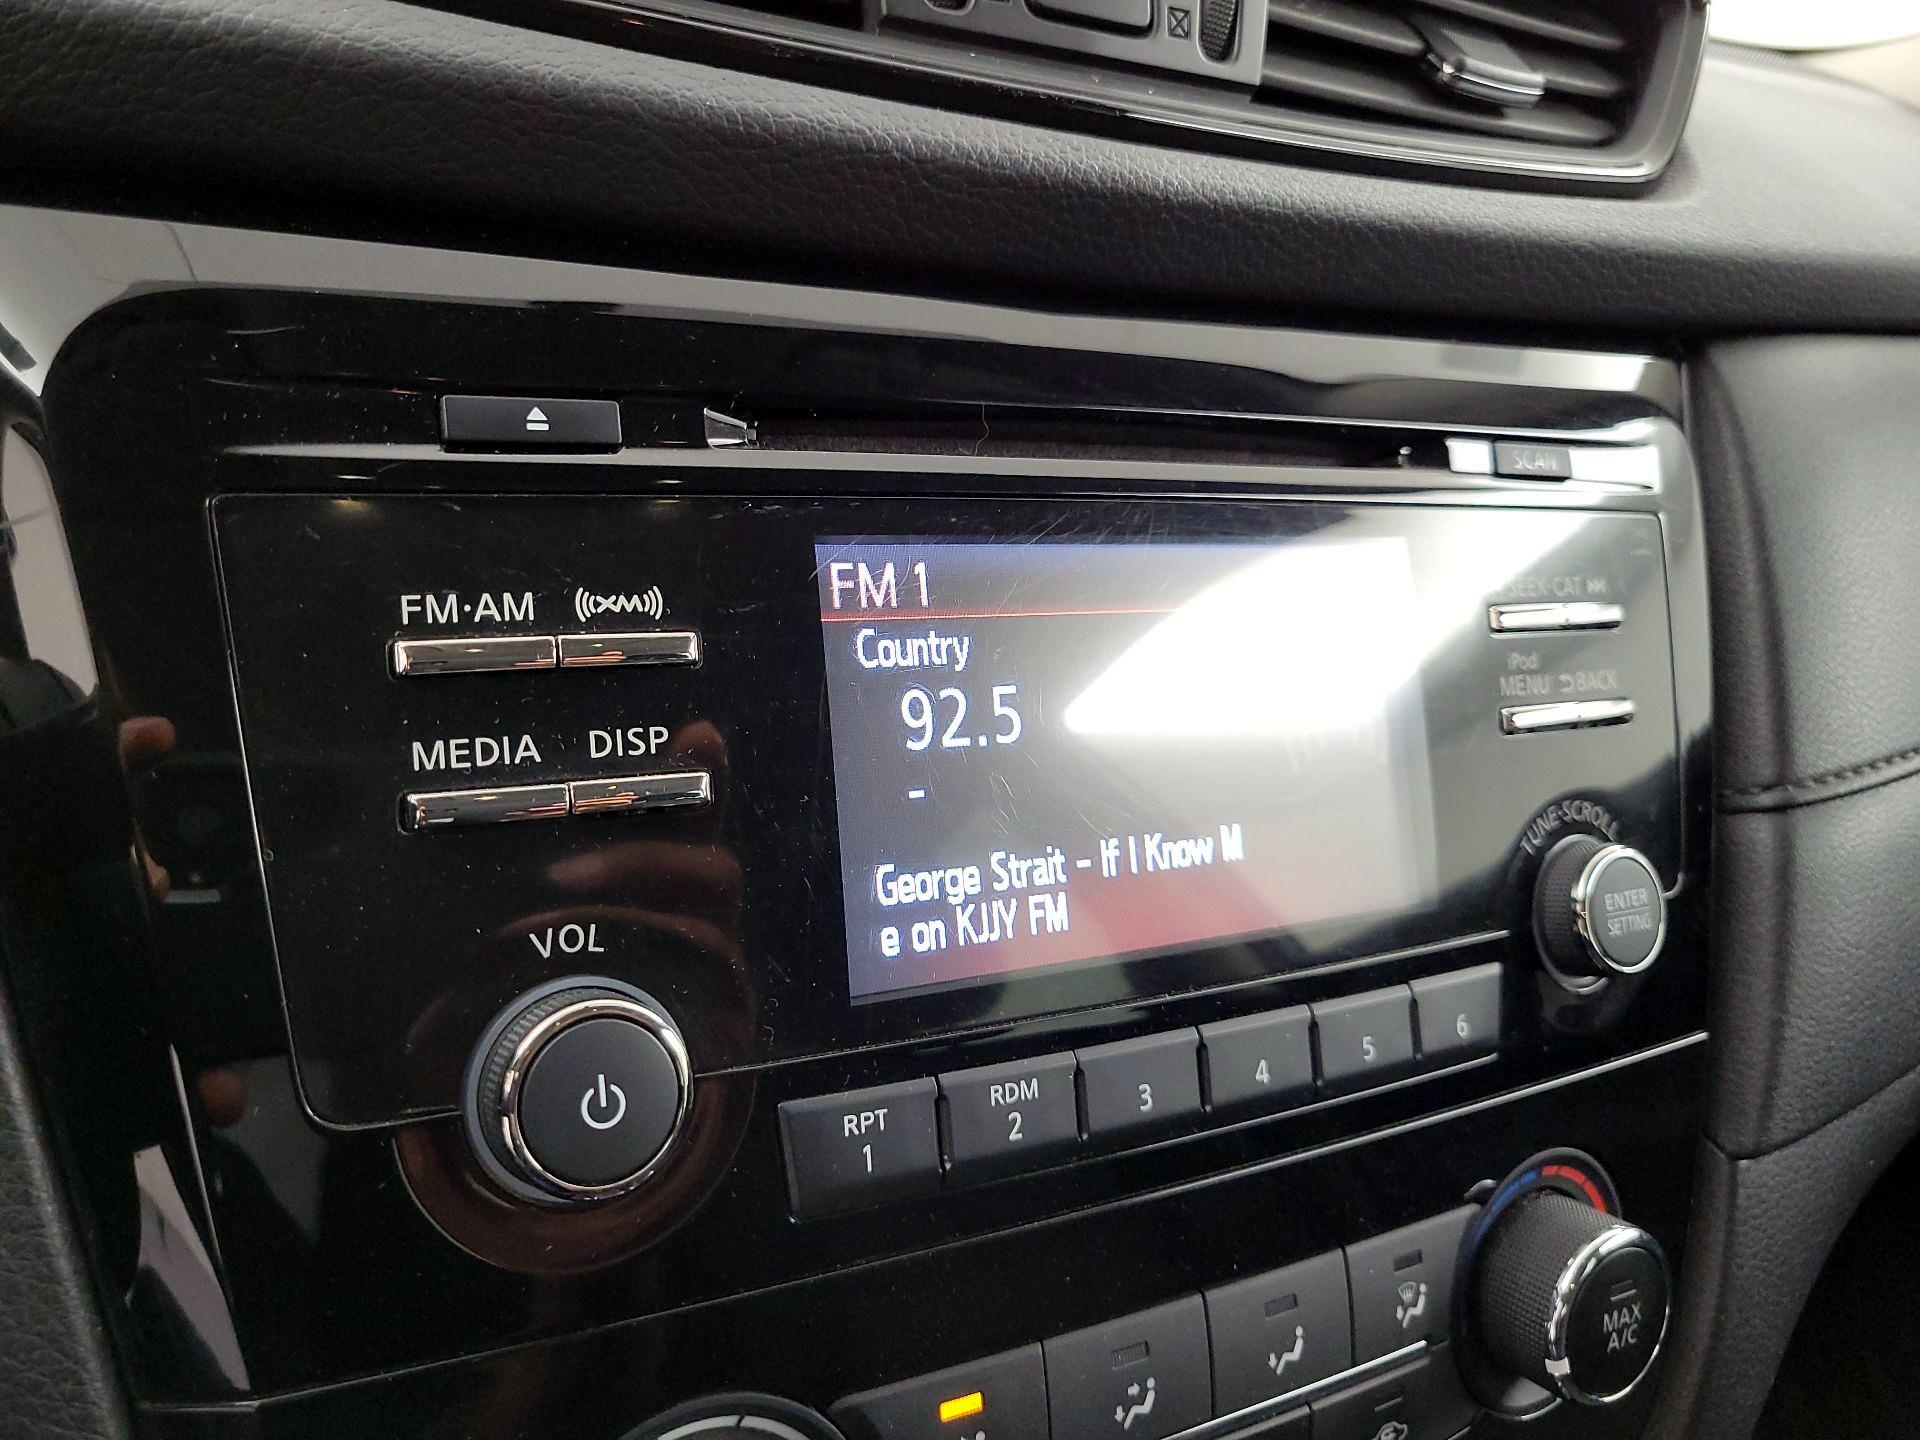 SCAN
FM·AM
XM
FM 1
SEEK·CAT
Country
iPod
MENU
BACK
92.5
MEDIA
DISP
-
TUNE·SCROLL
George Strait - If I Know M
e on KJJY FM
ENTER
SETTING
VOL
RPT
1
RDM
2
3
4
5
6
MAX
A/C